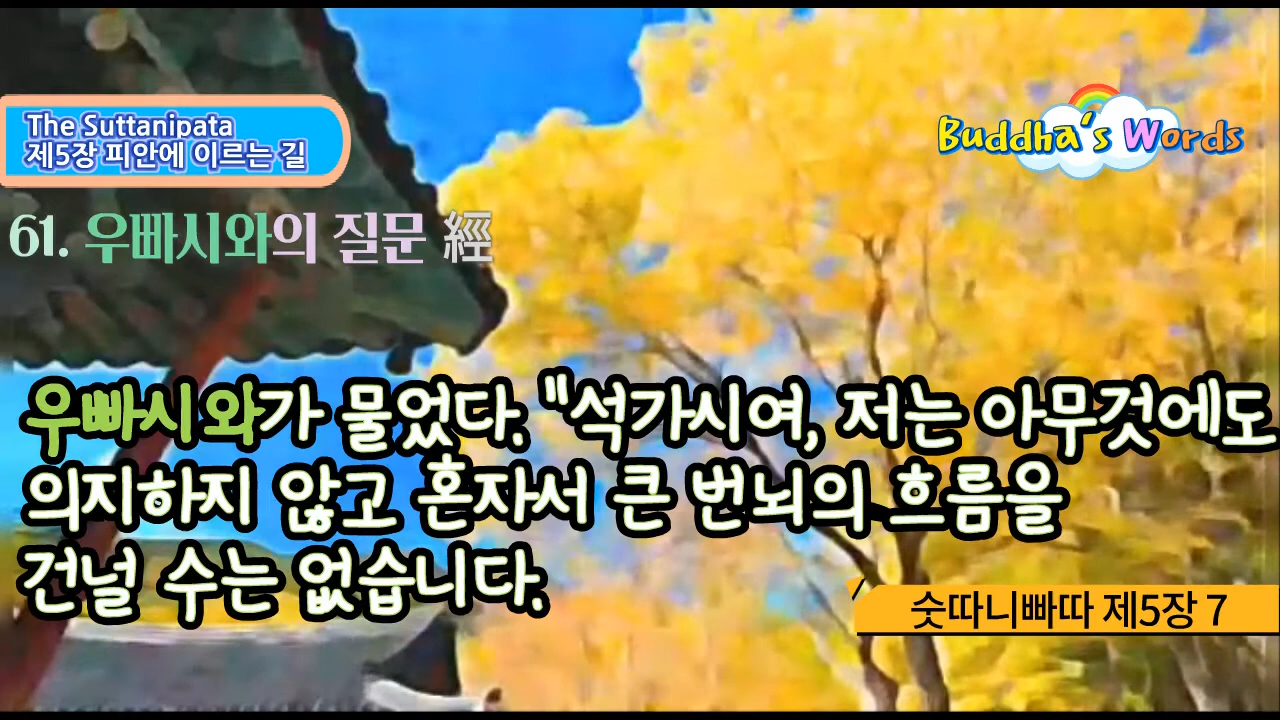 The Suttanipata
제5장 피안에 이르는 길
Buddha's Words
61. 우빠시와의 질문 經
우빠시와가 물었다. "석가시여, 저는 아무것에도
의지하지 않고 혼자서 큰 번뇌의 흐름을
건널 수는 없습니다.
숫따니빠따 제5장 7